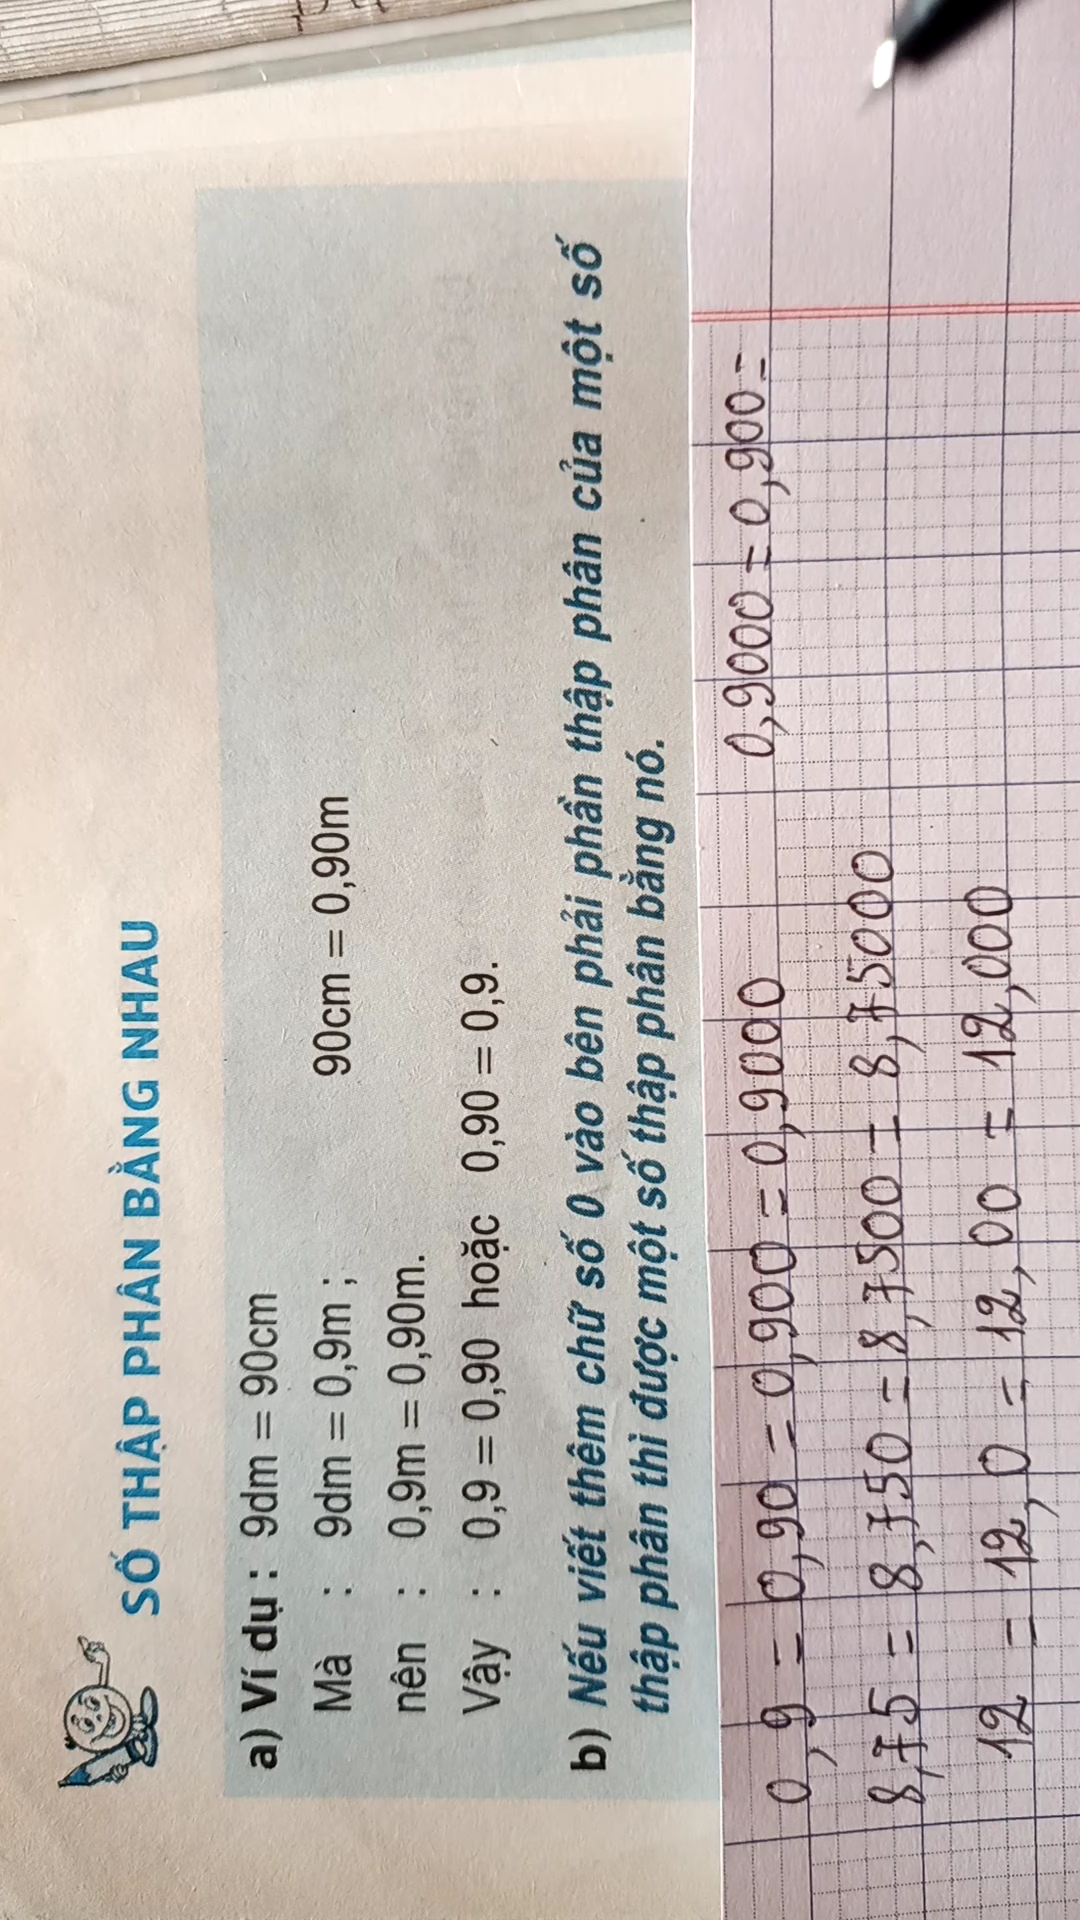 SỐ THẬP PHÂN BẰNG NHAU
a) Ví dụ : 9dm = 90cm
Mà : 9dm = 0,9m ; 90cm = 0,90m
nên : 0,9m = 0,90m.
Vậy : 0,9 = 0,90 hoặc 0,90 = 0,9.
b) Nếu viết thêm chữ số 0 vào bên phải phần thập phân của một số
thập phân thì được một số thập phân bằng nó.
0,9 = 0,90 = 0,900 = 0,9000 0,9000 = 0,900 =
8,75 = 8,750 = 8,7500 = 8,75000
12 = 12,0 = 12,00 = 12,000